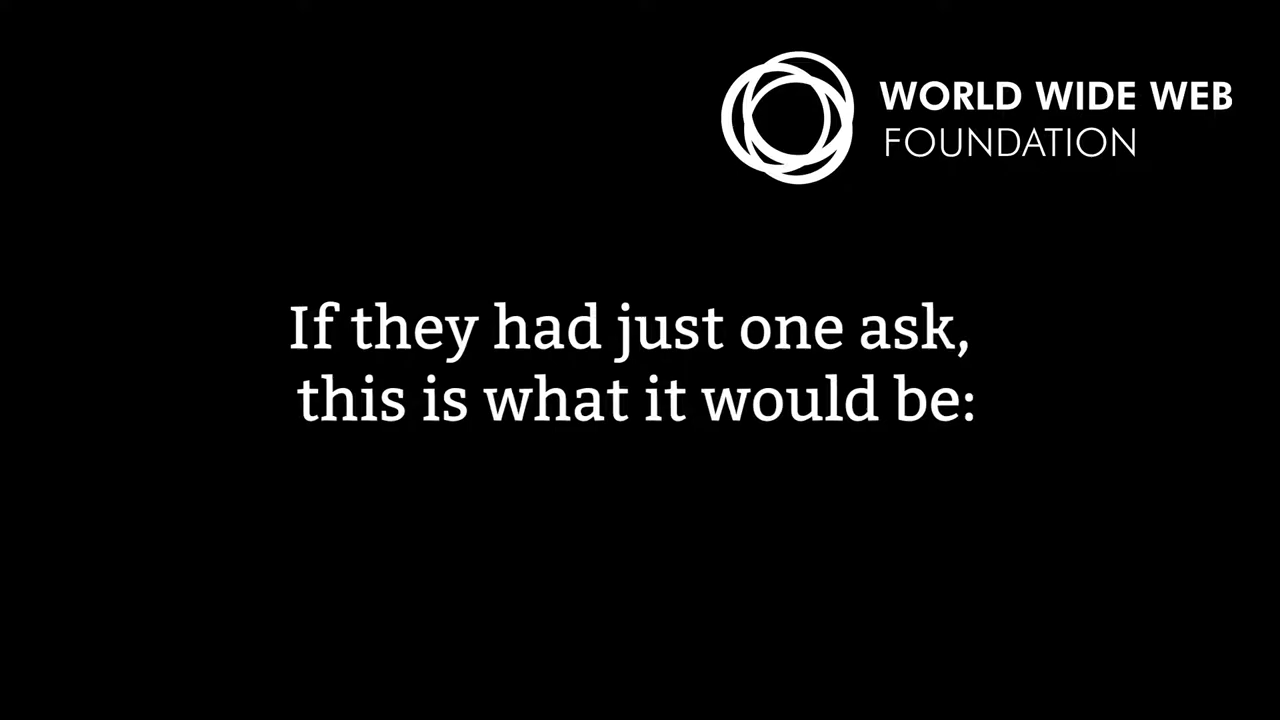 WORLD WIDE WEB
FOUNDATION
If they had just one ask,
this is what it would be: